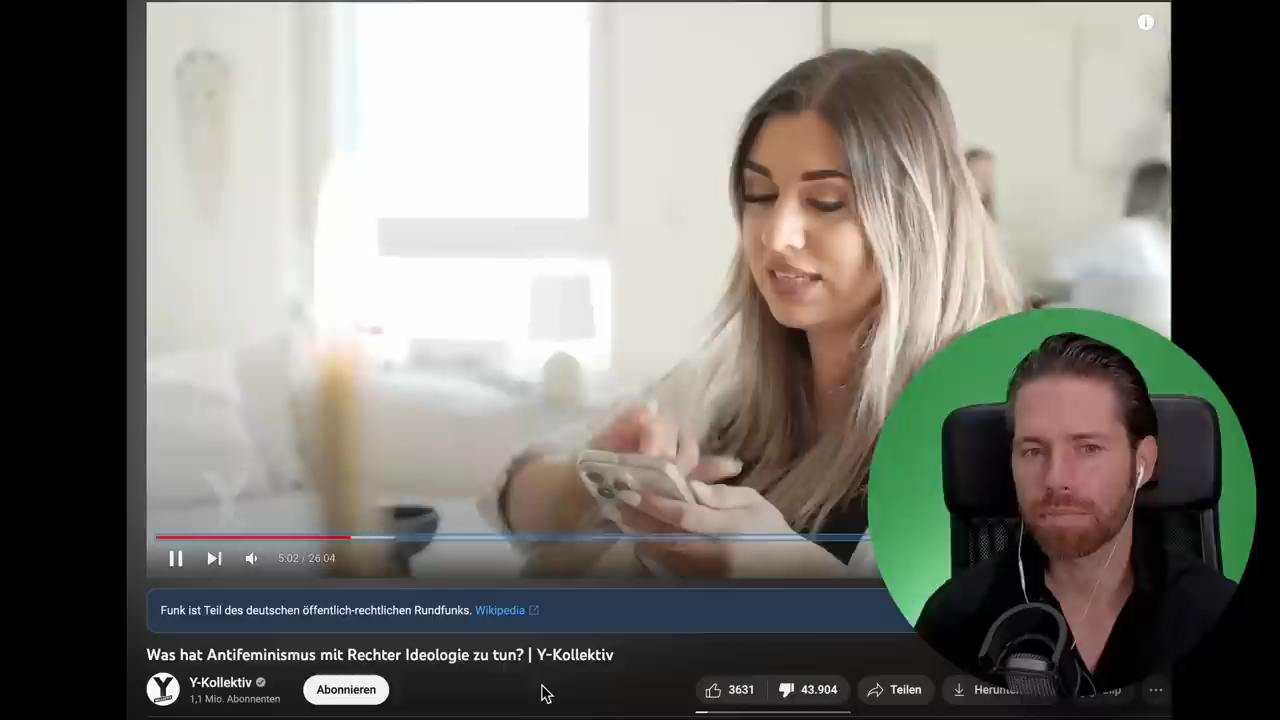 5:02 / 26:04
Funk ist Teil des deutschen öffentlich-rechtlichen Rundfunks. Wikipedia
Was hat Antifeminismus mit Rechter Ideologie zu tun? | Y-Kollektiv
Y-Kollektiv
1,1 Mio. Abonnenten
Abonnieren
3631
43.904
Teilen